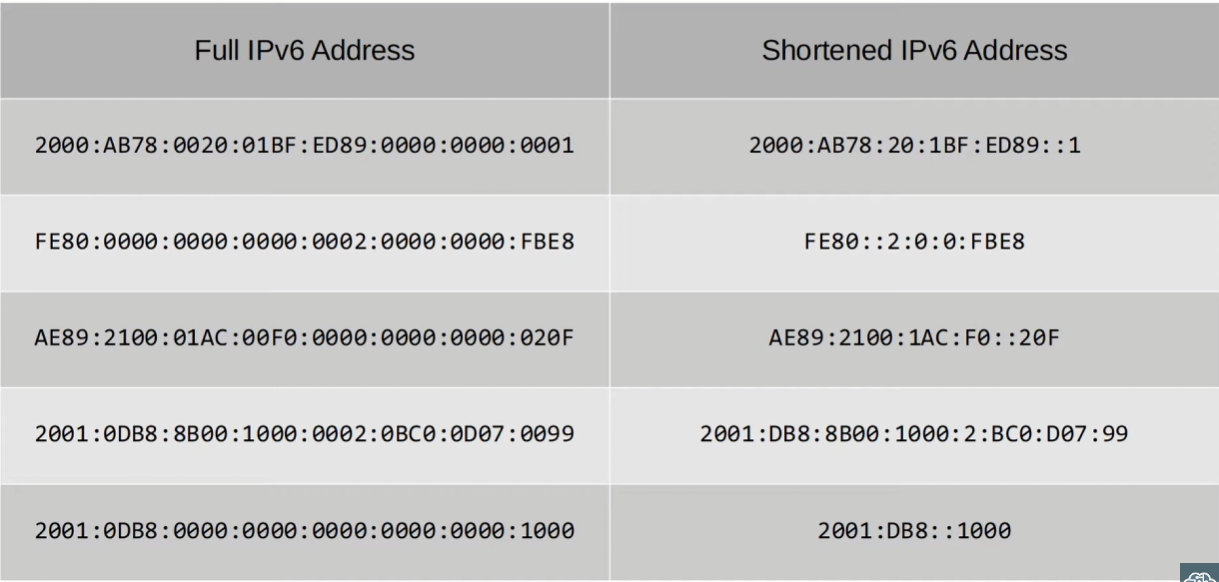 Full IPv6 Address Shortened IPv6 Address
2000:AB78:0020:01BF:ED89:0000:0000:0001 2000:AB78:20:1BF:ED89::1
FE80:0000:0000:0000:0002:0000:0000:FBE8 FE80::2:0:0:FBE8
AE89:2100:01AC:00F0:0000:0000:0000:020F AE89:2100:1AC:F0::20F
2001:0DB8:8B00:1000:0002:0BC0:0D07:0099 2001:DB8:8B00:1000:2:BC0:D07:99
2001:0DB8:0000:0000:0000:0000:0000:1000 2001:DB8::1000